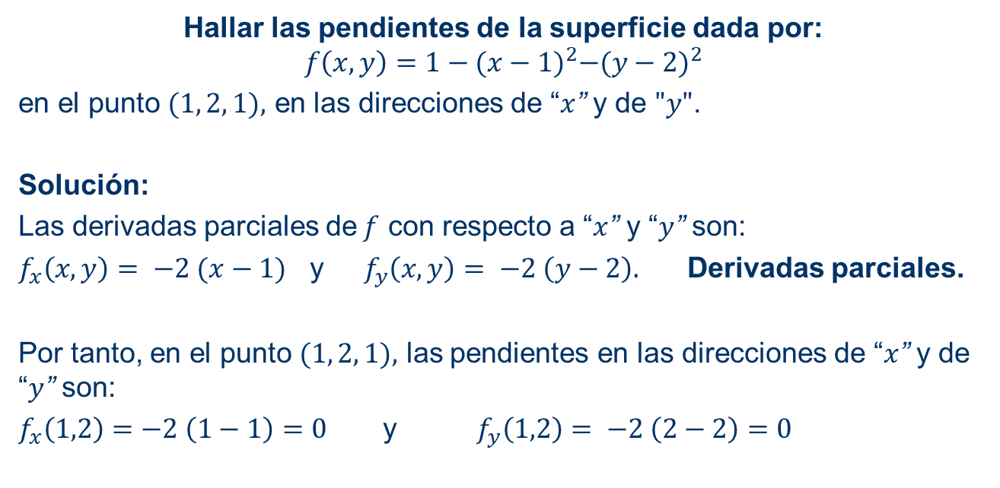 Hallar las pendientes de la superficie dada por:
f(x, y) = 1 − (x − 1)²−(y − 2)²
en el punto (1, 2, 1), en las direcciones de “x” y de "y".
Solución:
Las derivadas parciales de f con respecto a “x” y “y” son:
fₓ(x, y) = −2 (x − 1) y f_y(x, y) = −2 (y − 2). Derivadas parciales.
Por tanto, en el punto (1, 2, 1), las pendientes en las direcciones de “x” y de
“y” son:
fₓ(1,2) = −2 (1 − 1) = 0 y f_y(1,2) = −2 (2 − 2) = 0